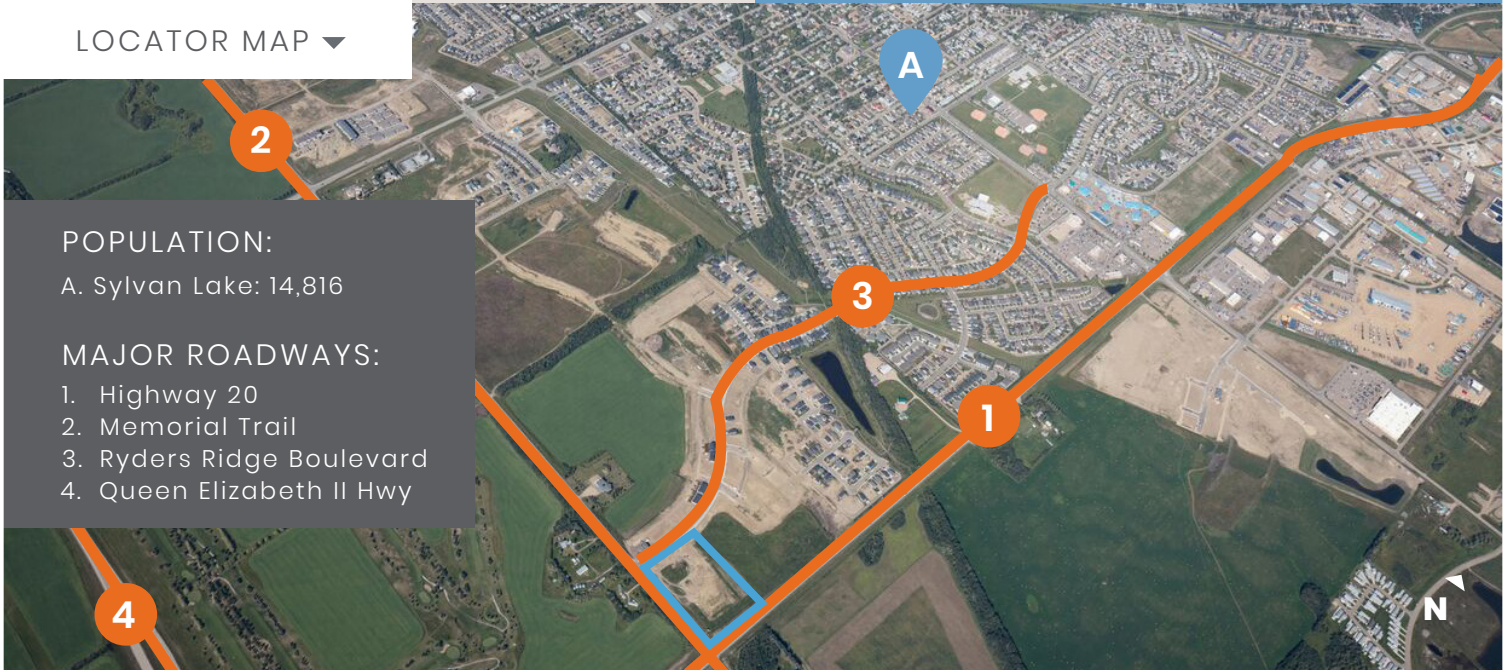 LOCATOR MAP
A
2
POPULATION:
A. Sylvan Lake: 14,816
3
MAJOR ROADWAYS:
1. Highway 20
2. Memorial Trail
3. Ryders Ridge Boulevard
4. Queen Elizabeth II Hwy
1
4
N